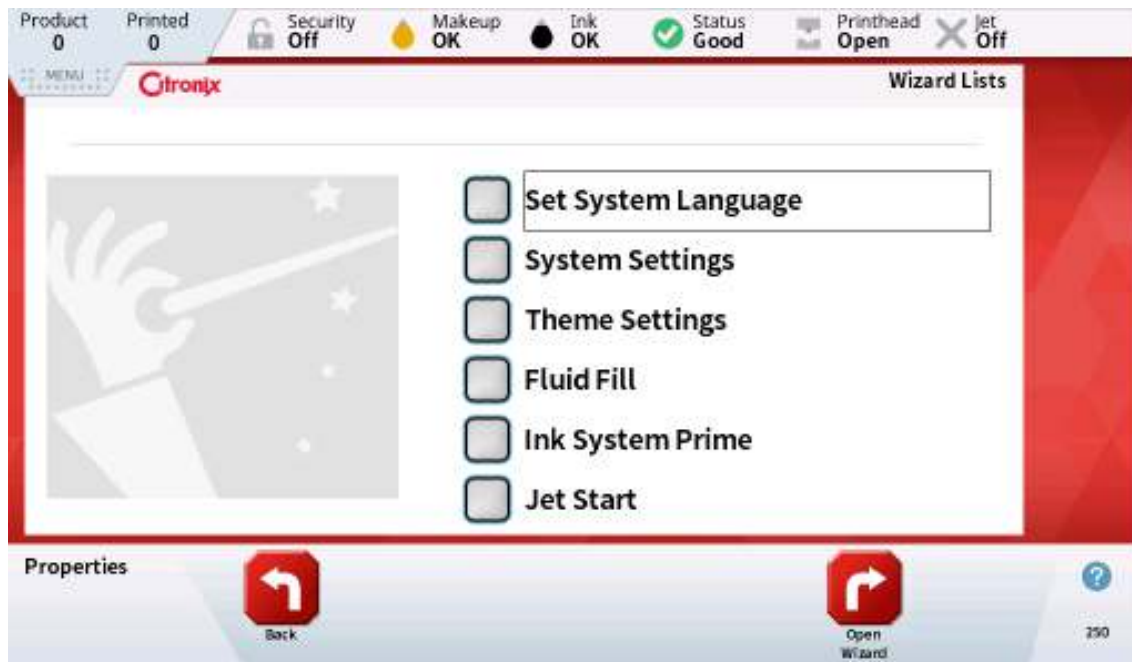 Product
0
Printed
0
Security
Off
Makeup
OK
Ink
OK
Status
Good
Printhead
Open
Jet
Off
MENU
Citronix
Wizard Lists
Set System Language
System Settings
Theme Settings
Fluid Fill
Ink System Prime
Jet Start
Properties
Back
Open
Wizard
?
250